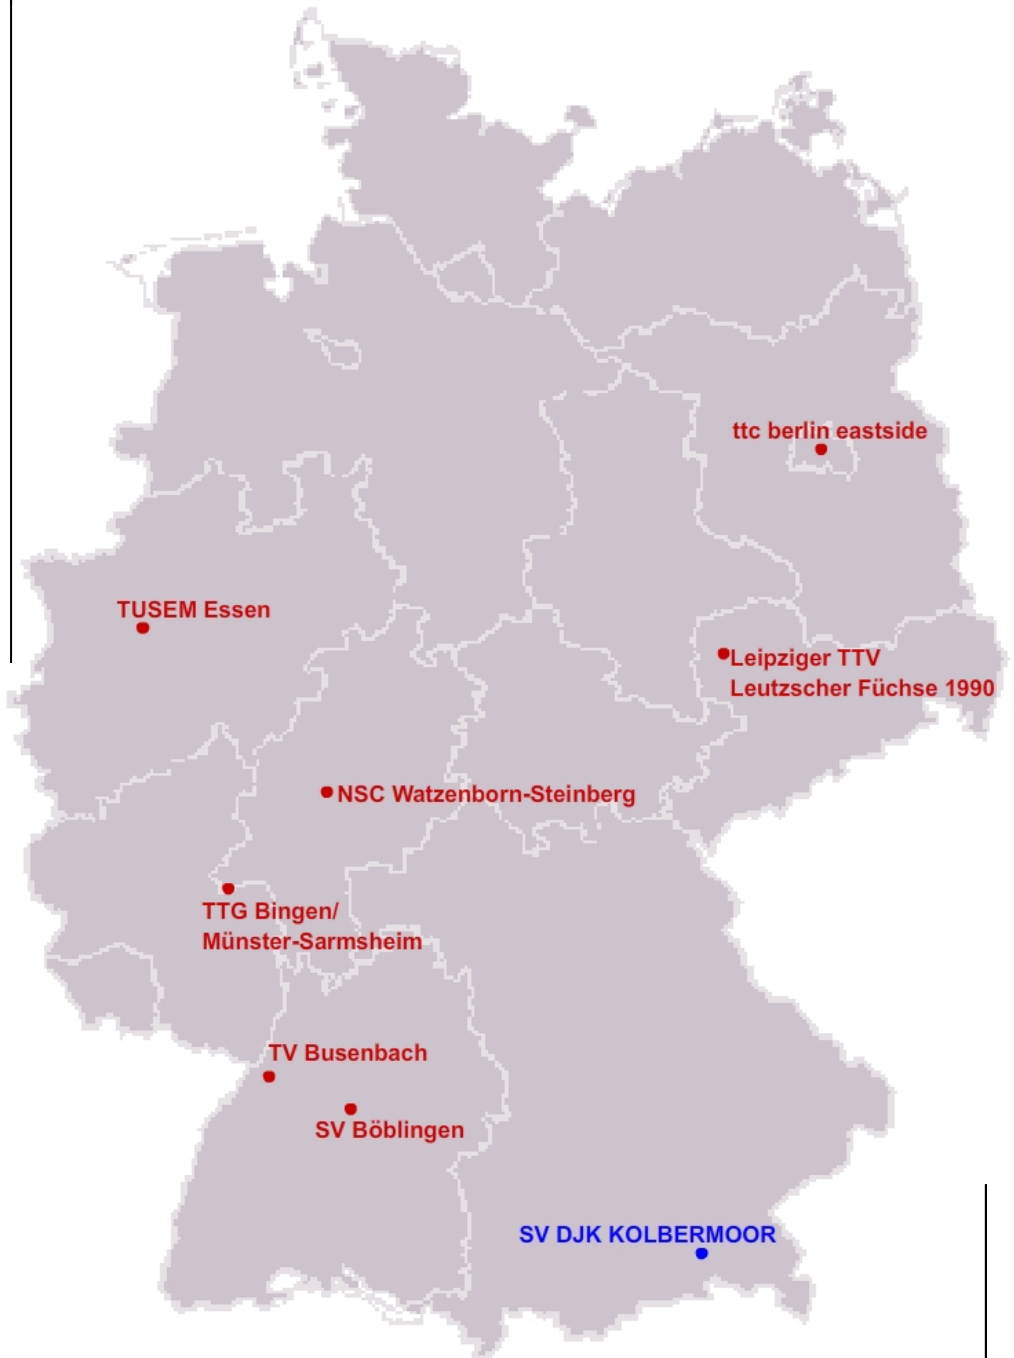 ttc berlin eastside
TUSEM Essen
Leipziger TTV
Leutzscher Füchse 1990
NSC Watzenborn-Steinberg
TTG Bingen/
Münster-Sarmsheim
TV Busenbach
SV Böblingen
SV DJK KOLBERMOOR